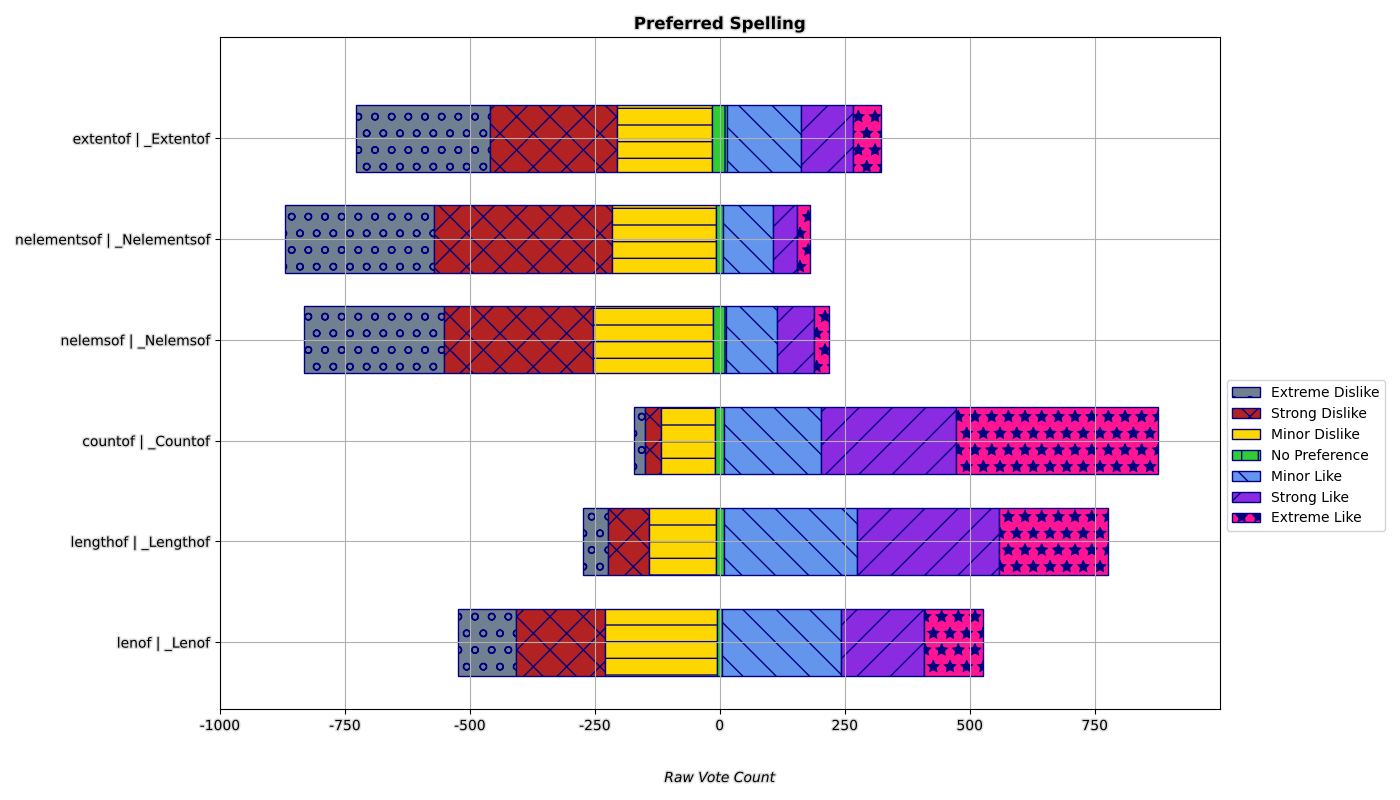 Preferred Spelling
extentof | _Extentof
nelementsof | _Nelementsof
nelemsof | _Nelemsof
countof | _Countof
lengthof | _Lengthof
lenof | _Lenof
-1000 -750 -500 -250 0 250 500 750
Raw Vote Count
Extreme Dislike
Strong Dislike
Minor Dislike
No Preference
Minor Like
Strong Like
Extreme Like